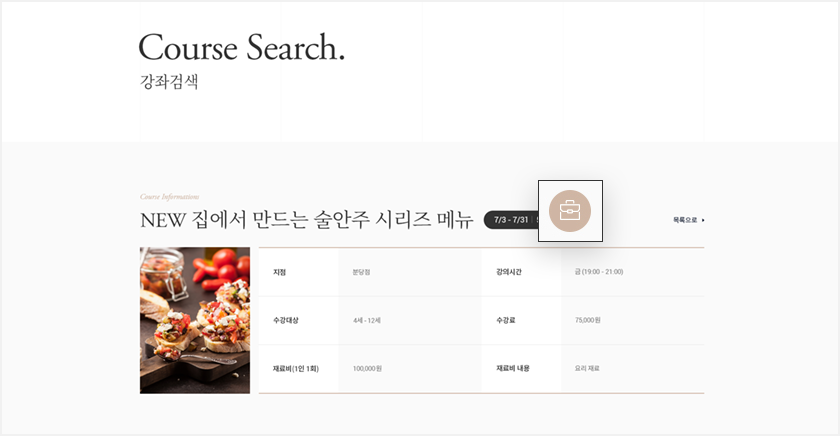 Course Search.
강좌검색
Course Informations
NEW 집에서 만드는 술안주 시리즈 메뉴
7/3 - 7/31
목록으로
지점 분당점 강의시간 금 (19:00 - 21:00)
수강대상 4세 - 12세 수강료 75,000원
재료비(1인 1회) 100,000원 재료비 내용 요리 재료